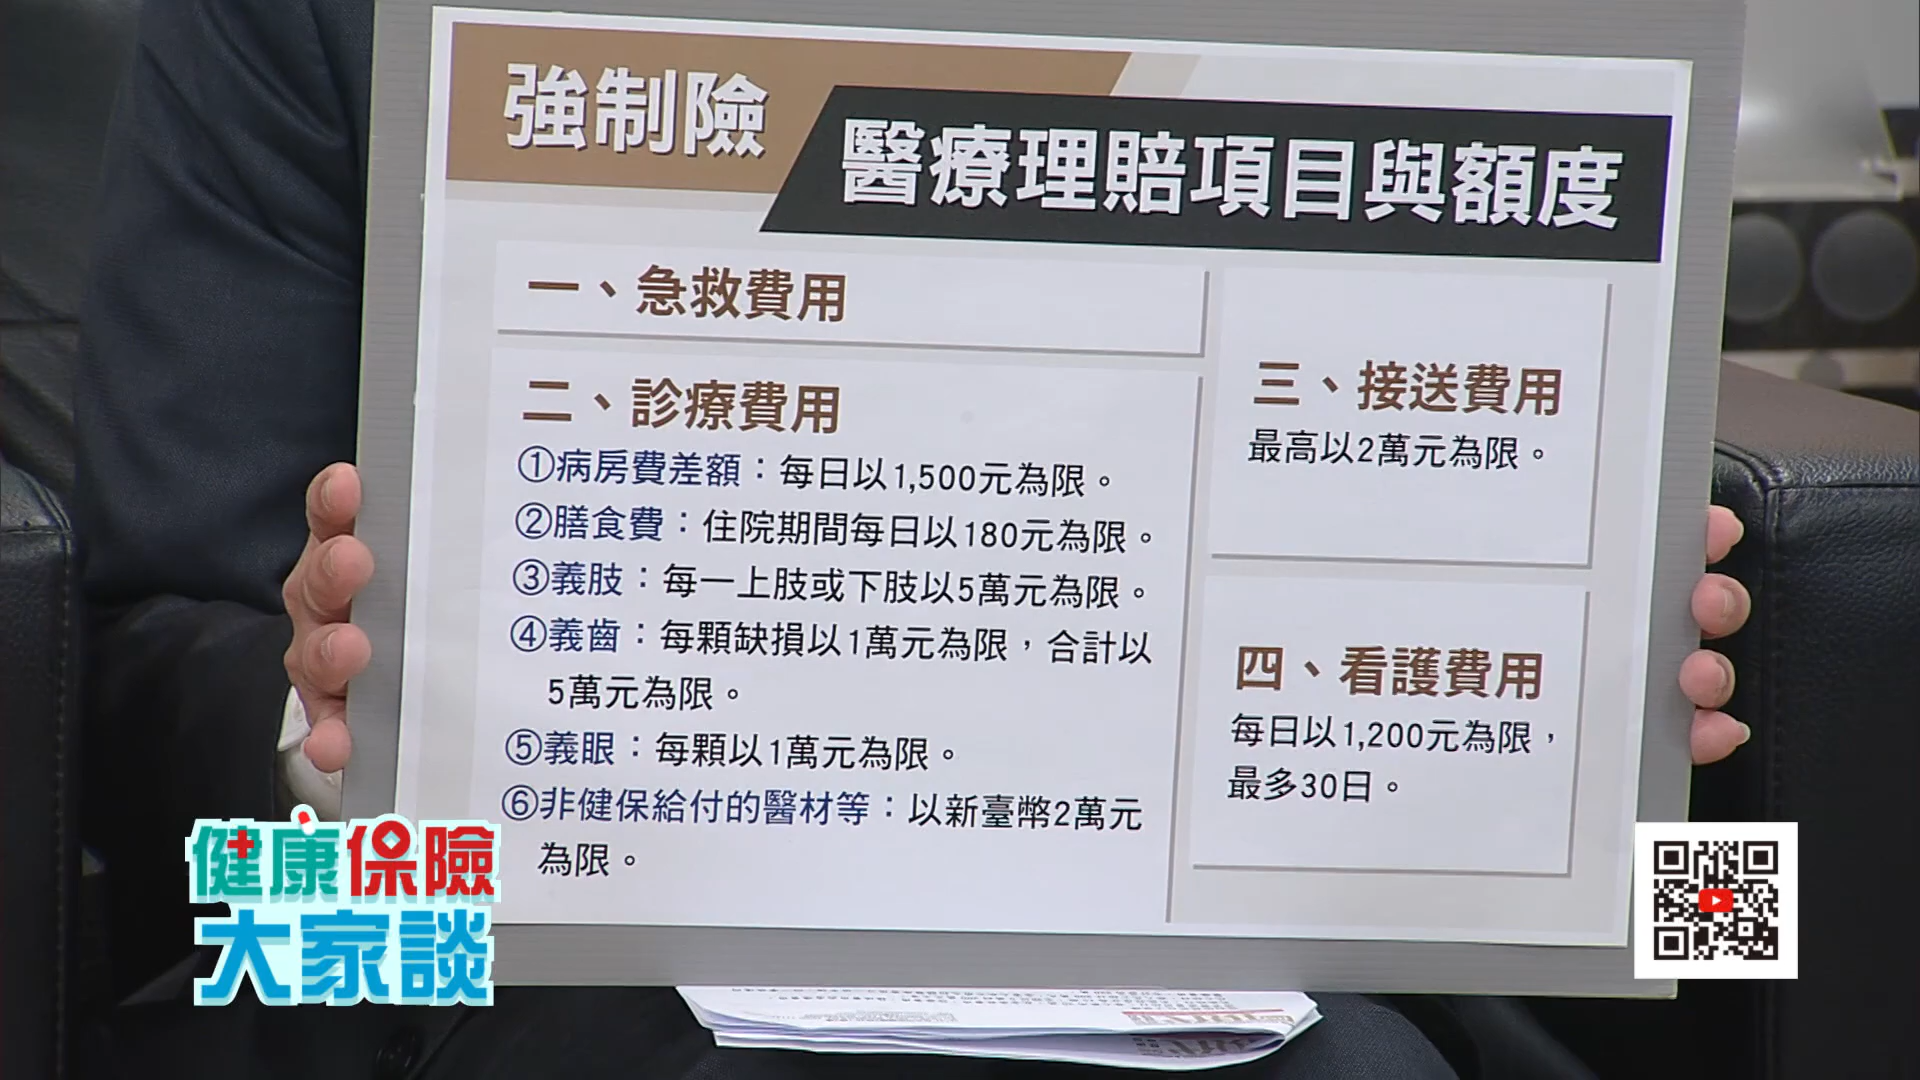 強制險
醫療理賠項目與額度
一、急救費用
二、診療費用
①病房費差額：每日以1,500元為限。
②膳食費：住院期間每日以180元為限。
③義肢：每一上肢或下肢以5萬元為限。
④義齒：每顆缺損以1萬元為限，合計以
5萬元為限。
⑤義眼：每顆以1萬元為限。
⑥非健保給付的醫材等：以新臺幣2萬元
為限。
三、接送費用
最高以2萬元為限。
四、看護費用
每日以1,200元為限，
最多30日。
健康保險
大家談